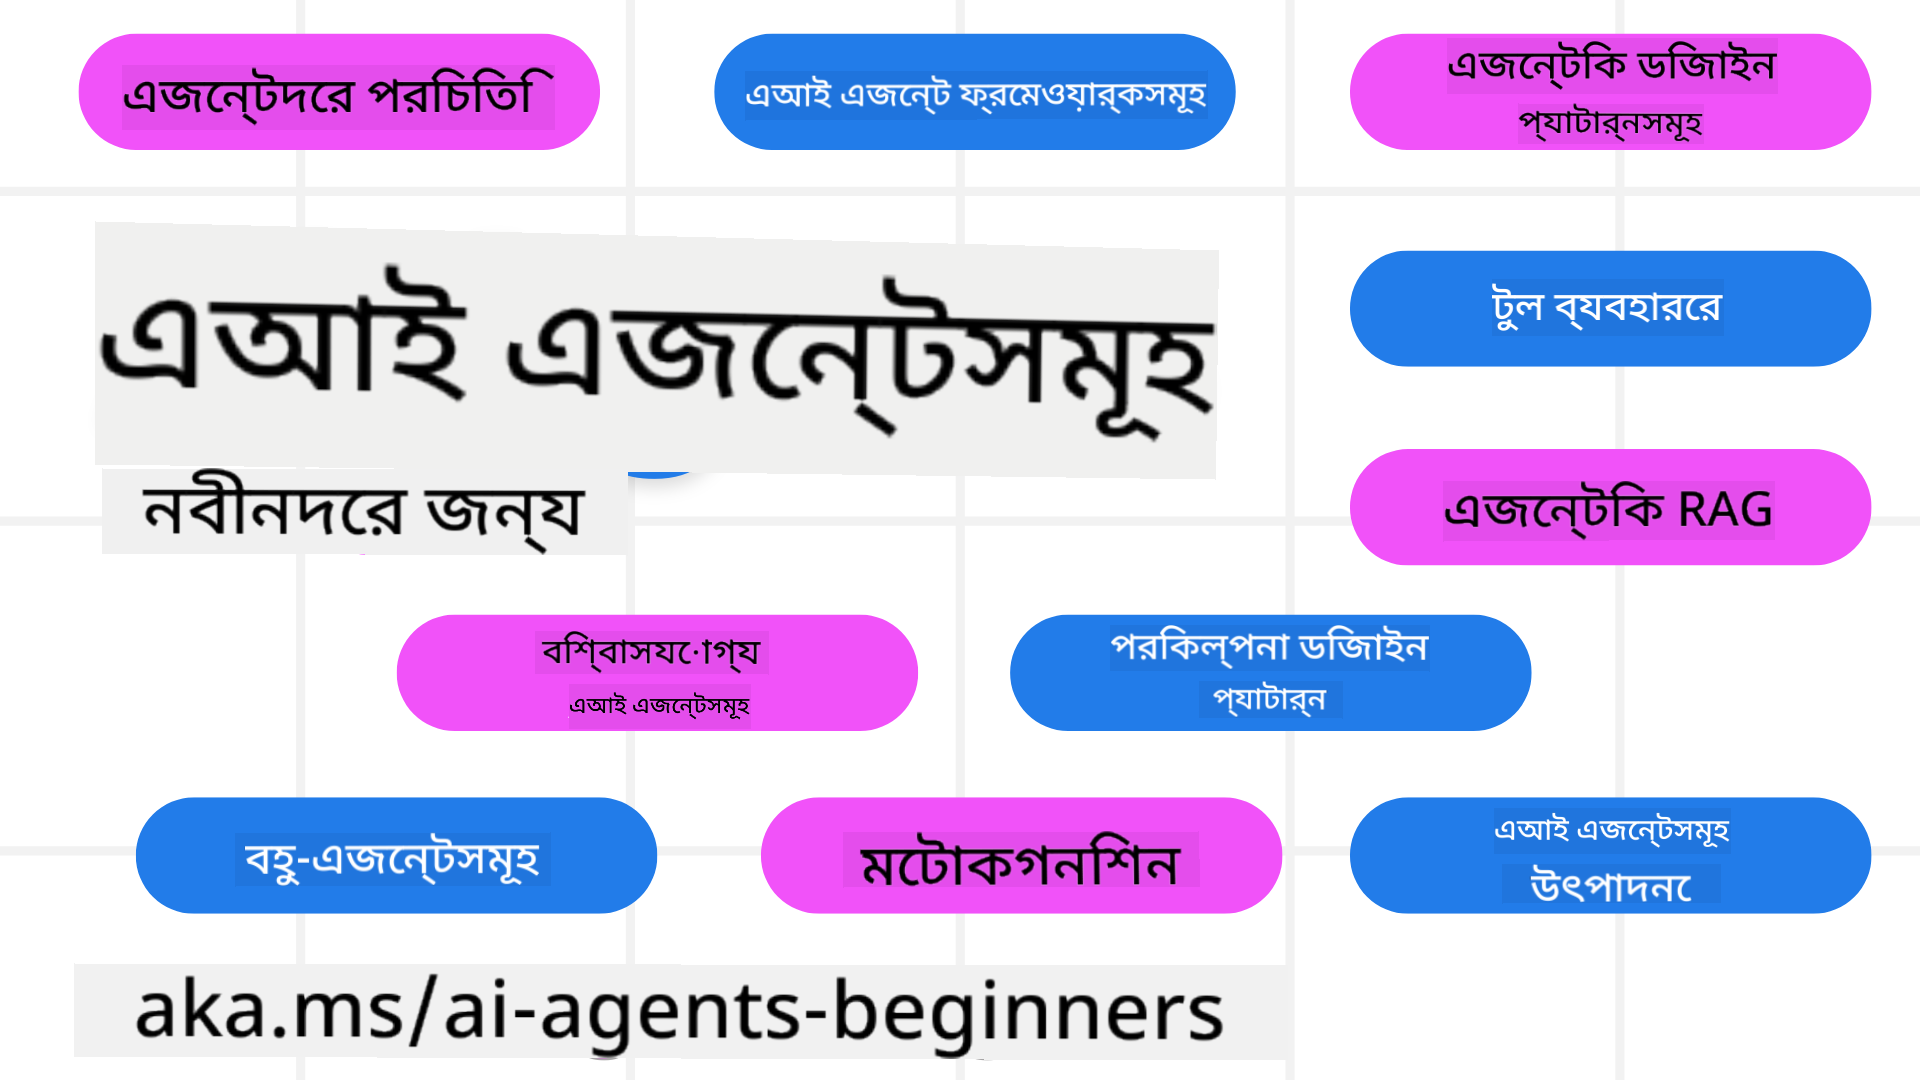 এজেন্টদের পরিচিতি
এআই এজেন্ট ফ্রেমওয়ার্কসমূহ
এজেন্টিক ডিজাইন
প্যাটার্নসমূহ
এআই এজেন্টসমূহ
টুল ব্যবহারের
নবীনদের জন্য
এজেন্টিক RAG
বিশ্বাসযোগ্য
এআই এজেন্টসমূহ
পরিকল্পনা ডিজাইন
প্যাটার্ন
বহু-এজেন্টসমূহ
মেটাকগনিশন
এআই এজেন্টসমূহ
উৎপাদনে
aka.ms/ai-agents-beginners